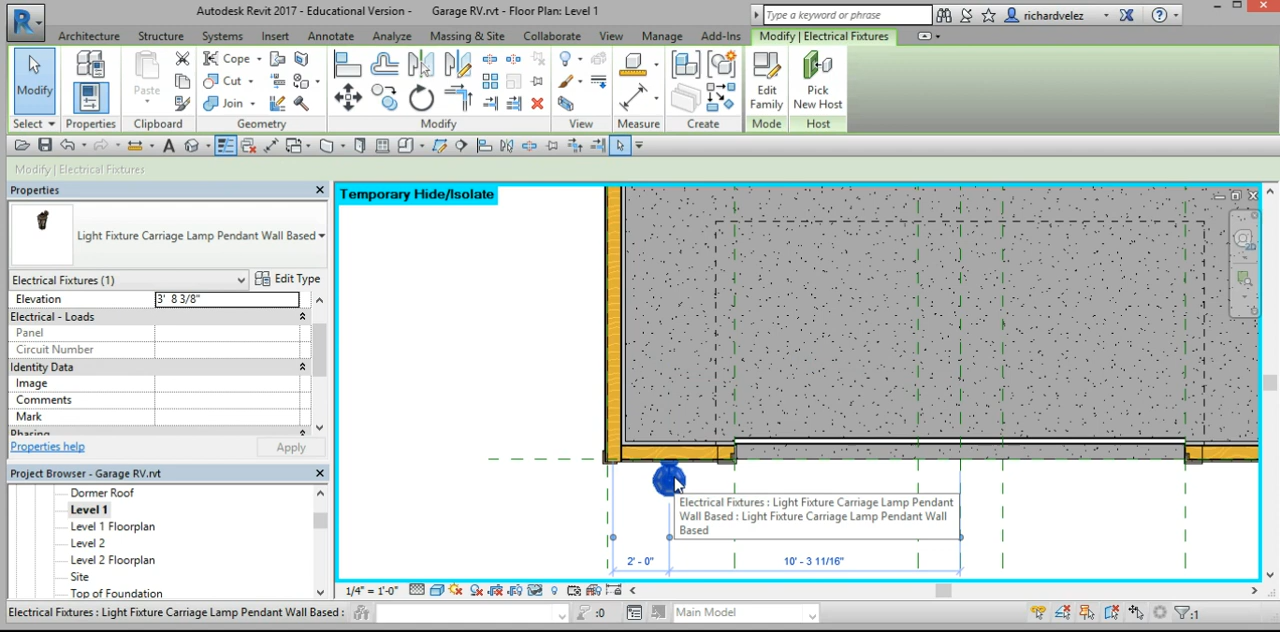 Autodesk Revit 2017 - Educational Version - Garage RV.rvt - Floor Plan: Level 1
Type a keyword or phrase
richardvelez
Architecture Structure Systems Insert Annotate Analyze Massing & Site Collaborate View Manage Add-Ins Modify | Electrical Fixtures
Modify
Paste
Cope
Cut
Join
Edit Family
Pick New Host
Select Properties Clipboard Geometry Modify View Measure Create Mode Host
Modify | Electrical Fixtures
Properties
Light Fixture Carriage Lamp Pendant Wall Based
Electrical Fixtures (1)
Edit Type
Elevation 3' 8 3/8"
Electrical - Loads
Panel
Circuit Number
Identity Data
Image
Comments
Mark
Phasing
Properties help
Apply
Project Browser - Garage RV.rvt
Dormer Roof
Level 1
Level 1 Floorplan
Level 2
Level 2 Floorplan
Site
Top of Foundation
Temporary Hide/Isolate
2D
Electrical Fixtures : Light Fixture Carriage Lamp Pendant
Wall Based : Light Fixture Carriage Lamp Pendant Wall
Based
2' - 0"
10' - 3 11/16"
1/4" = 1'-0"
Electrical Fixtures : Light Fixture Carriage Lamp Pendant Wall Based :
:0
Main Model
:1